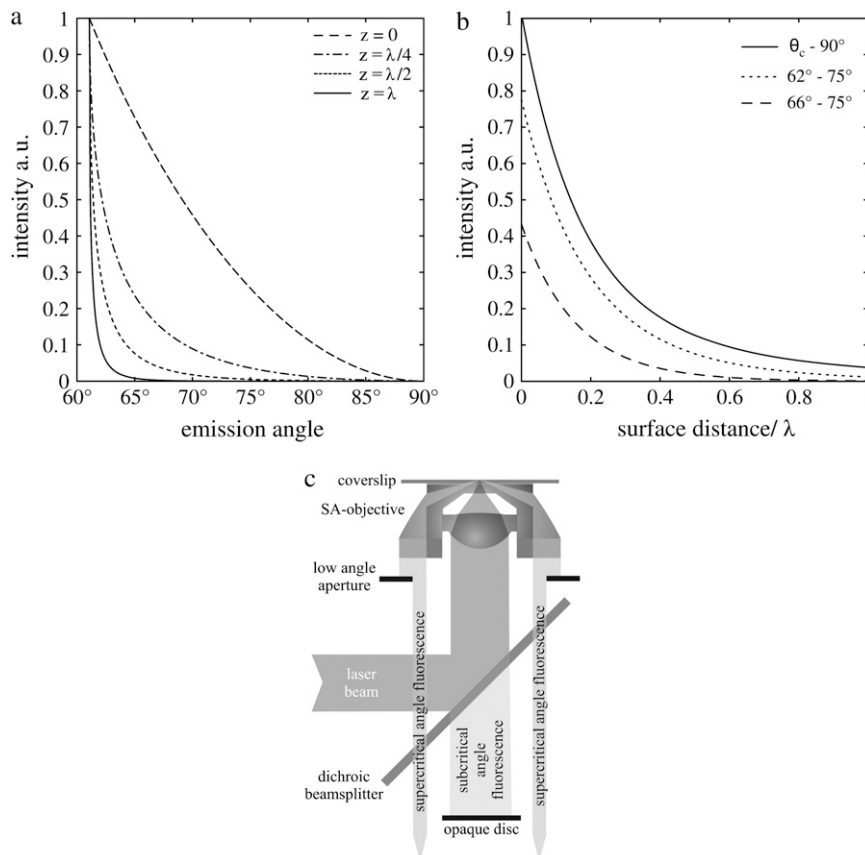 a
1
0.9
0.8
0.7
0.6
0.5
0.4
0.3
0.2
0.1
0
intensity a.u.
60° 65° 70° 75° 80° 85° 90°
emission angle
z = 0
z = λ/4
z = λ/2
z = λ
b
1
0.9
0.8
0.7
0.6
0.5
0.4
0.3
0.2
0.1
0
intensity a.u.
0 0.2 0.4 0.6 0.8
surface distance/ λ
θc - 90°
62° - 75°
66° - 75°
c
coverslip
SA-objective
low angle
aperture
laser
beam
supercritical angle fluorescence
subcritical
angle
fluorescence
supercritical angle fluorescence
dichroic
beamsplitter
opaque disc